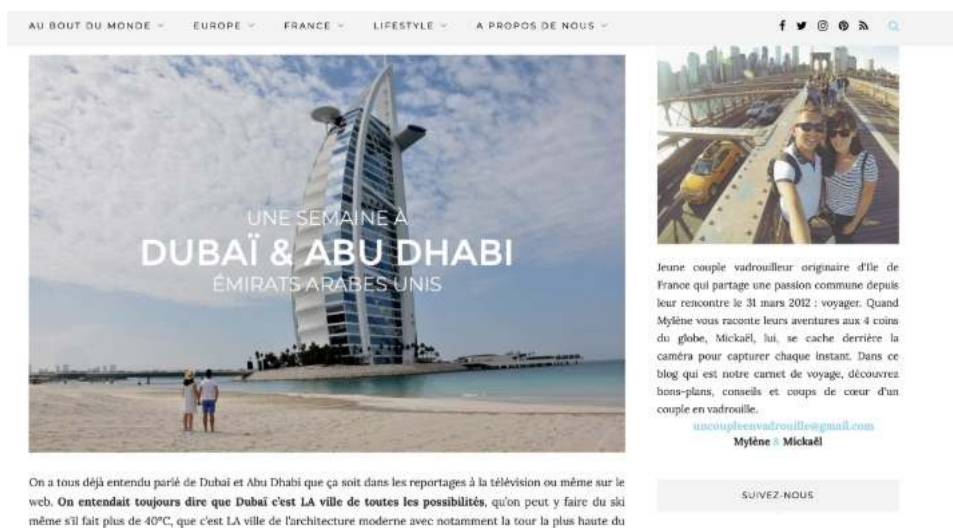 AU BOUT DU MONDE EUROPE FRANCE LIFESTYLE A PROPOS DE NOUS
UNE SEMAINE À
DUBAÏ & ABU DHABI
ÉMIRATS ARABES UNIS
On a tous déjà entendu parlé de Dubaï et Abu Dhabi que ça soit dans les reportages à la télévision ou même sur le
web. On entendait toujours dire que Dubaï c'est LA ville de toutes les possibilités, qu'on peut y faire du ski
même s'il fait plus de 40°C, que c'est LA ville de l'architecture moderne avec notamment la tour la plus haute du
Jeune couple vadrouilleur originaire d'Ile de
France qui partage une passion commune depuis
leur rencontre le 31 mars 2012 : voyager. Quand
Mylène vous raconte leurs aventures aux 4 coins
du globe, Mickaël, lui, se cache derrière la
caméra pour capturer chaque instant. Dans ce
blog qui est notre carnet de voyage, découvrez
bons-plans, conseils et coups de cœur d'un
couple en vadrouille.
uncoupleenvadrouille@gmail.com
Mylène & Mickaël
SUIVEZ-NOUS